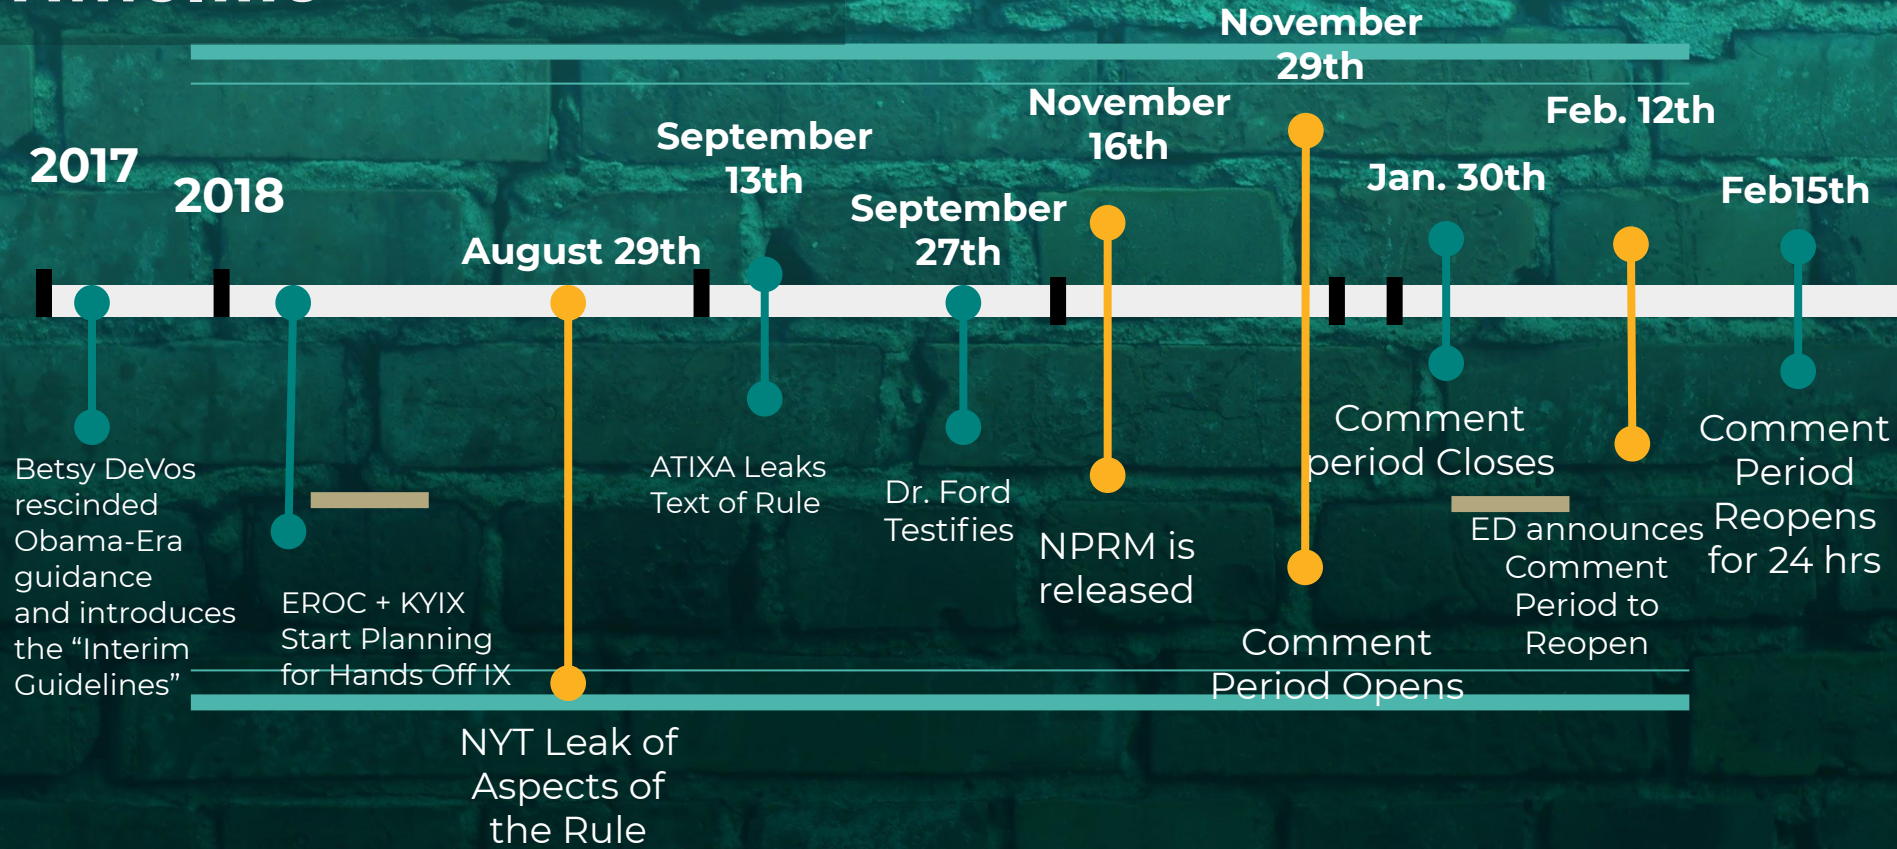 2017
Betsy DeVos
rescinded
Obama-Era
guidance
and introduces
the “Interim
Guidelines”
2018
EROC + KYIX
Start Planning
for Hands Off IX
August 29th
NYT Leak of
Aspects of
the Rule
September
13th
ATIXA Leaks
Text of Rule
September
27th
Dr. Ford
Testifies
November
16th
NPRM is
released
November
29th
Comment
Period Opens
Jan. 30th
Comment
period Closes
Feb. 12th
ED announces
Comment
Period to
Reopen
Feb15th
Comment
Period
Reopens
for 24 hrs